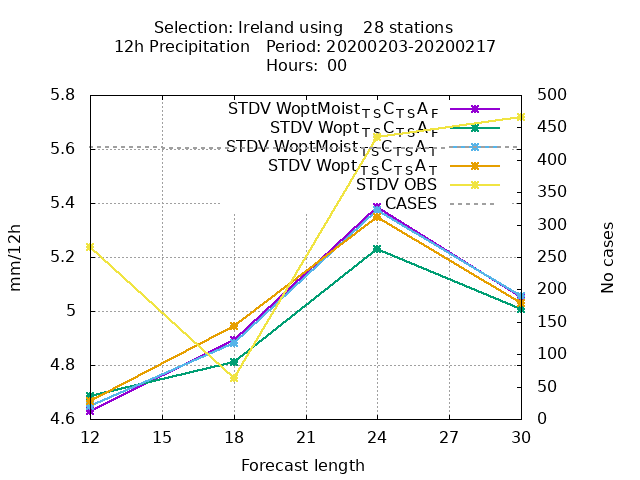 Selection: Ireland using 28 stations
12h Precipitation Period: 20200203-20200217
Hours: 00
5.8
5.6
5.4
5.2
5
4.8
4.6
500
450
400
350
300
250
200
150
100
50
0
STDV WoptMoist_TS C_TS A_F
STDV Wopt_TS C_TS A_F
STDV WoptMoist_T C_TS A_T
STDV Wopt_TS C_TS A_T
STDV OBS
CASES
mm/12h
No cases
12 15 18 21 24 27 30
Forecast length